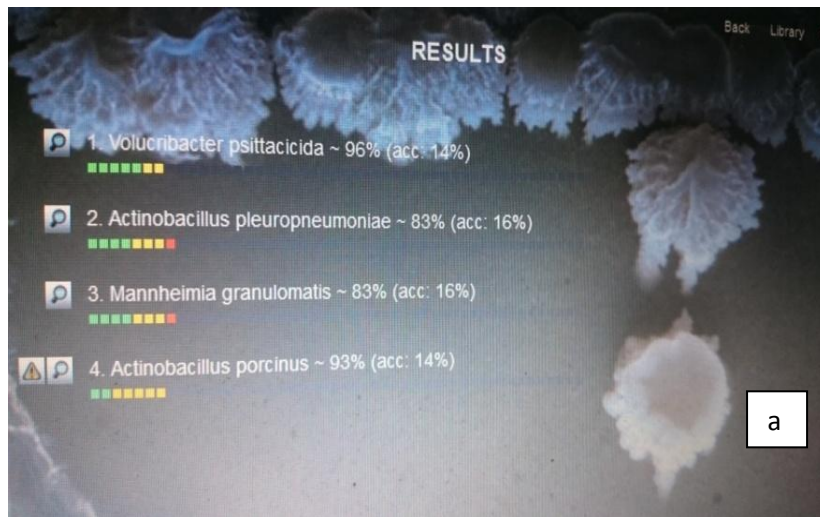 Back Library
RESULTS
1. Volucribacter psittacicida ~ 96% (acc: 14%)
2. Actinobacillus pleuropneumoniae ~ 83% (acc: 16%)
3. Mannheimia granulomatis ~ 83% (acc: 16%)
4. Actinobacillus porcinus ~ 93% (acc: 14%)
a